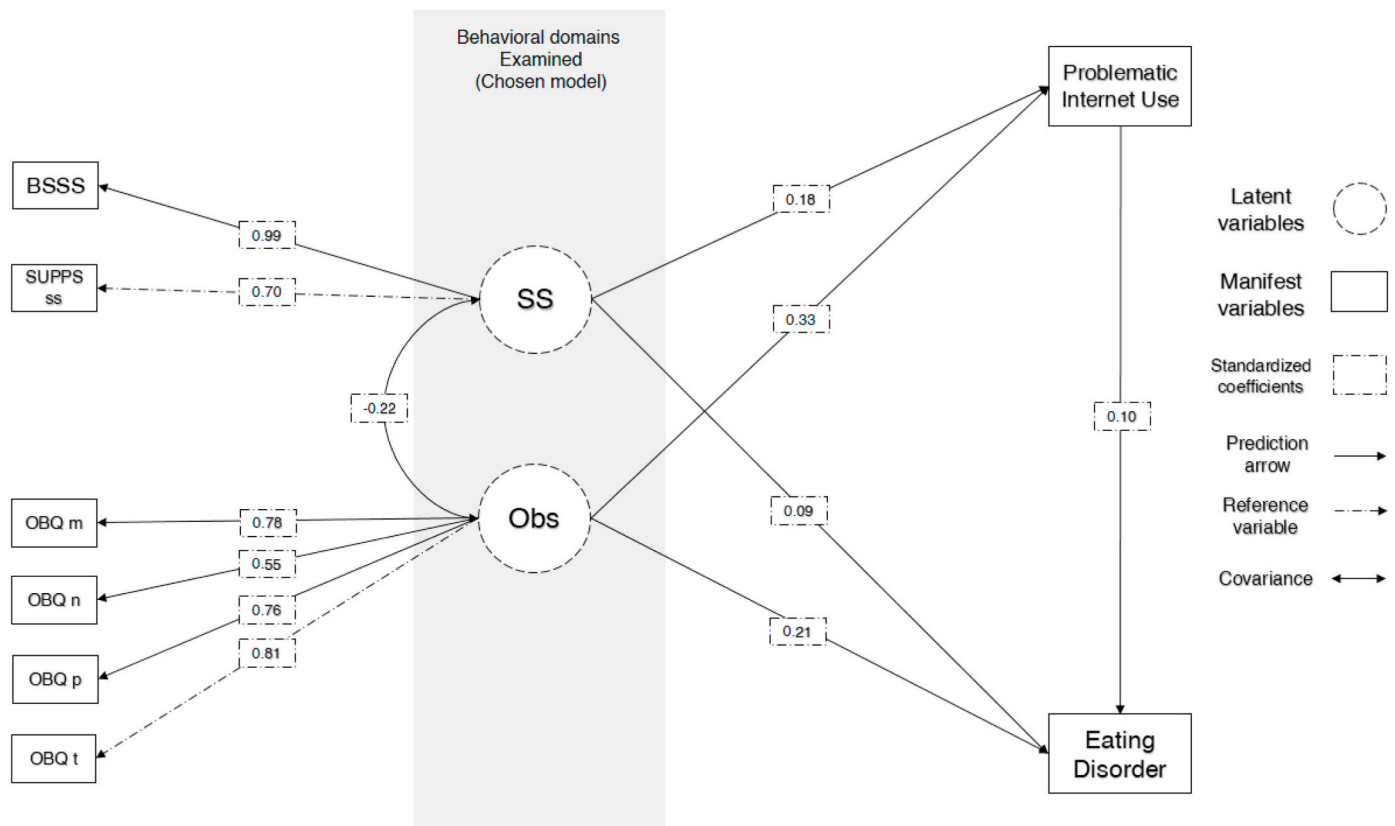 Behavioral domains
Examined
(Chosen model)
Problematic
Internet Use
BSSS
0.99
0.18
Latent
variables
SUPPS
ss
0.70
SS
0.33
Manifest
variables
-0.22
0.10
Standardized
coefficients
Prediction
arrow
OBQ m
0.78
Obs
0.09
Reference
variable
0.55
OBQ n
0.76
Covariance
0.81
0.21
OBQ p
OBQ t
Eating
Disorder